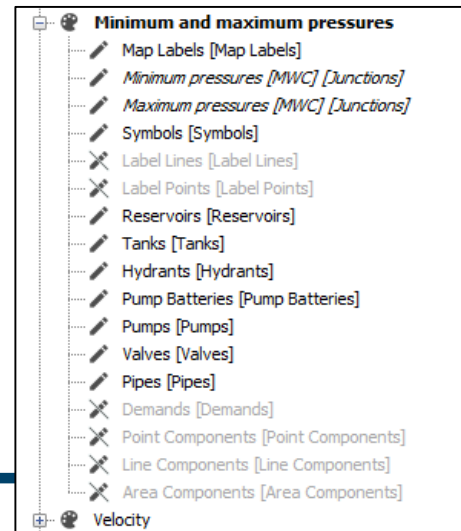 Minimum and maximum pressures
Map Labels [Map Labels]
Minimum pressures [MWC] [Junctions]
Maximum pressures [MWC] [Junctions]
Symbols [Symbols]
Label Lines [Label Lines]
Label Points [Label Points]
Reservoirs [Reservoirs]
Tanks [Tanks]
Hydrants [Hydrants]
Pump Batteries [Pump Batteries]
Pumps [Pumps]
Valves [Valves]
Pipes [Pipes]
Demands [Demands]
Point Components [Point Components]
Line Components [Line Components]
Area Components [Area Components]
Velocity